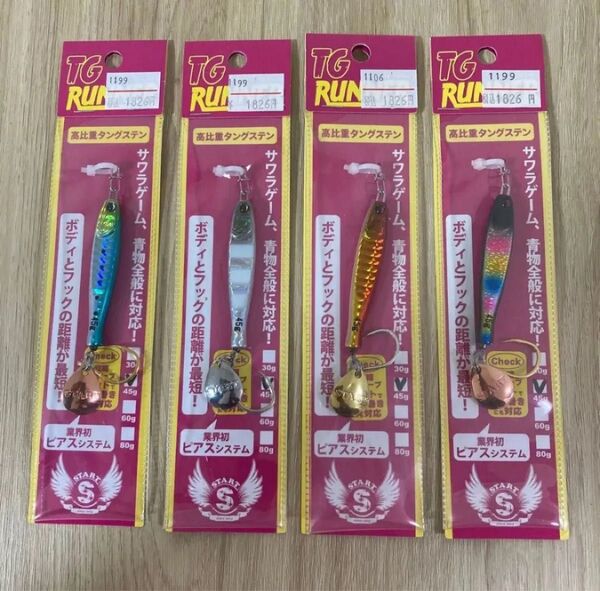 TG
RUN
1199
1826円
高比重タングステン
サワラゲーム、青物全般に対応!
ボディとフックの距離が最短!
Check
30g
45g
60g
80g
45g
業界初
ピアスシステム
START
S
TG
RUN
1199
¥ 1826円
高比重タングステン
サワラゲーム、青物全般に対応!
ボディとフックの距離が最短!
30g
45g
60g
80g
45g
業界初
ピアスシステム
START
S
TG
RUN
1106
1826円
高比重タングステン
サワラゲーム、青物全般に対応!
ボディとフックの距離が最短!
Check
30g
45g
60g
80g
45g
業界初
ピアスシステム
START
S
TG
RUN
1199
1826円
高比重タングステン
サワラゲーム、青物全般に対応!
ボディとフックの距離が最短!
Check
30g
45g
60g
80g
45g
業界初
ピアスシステム
START
S